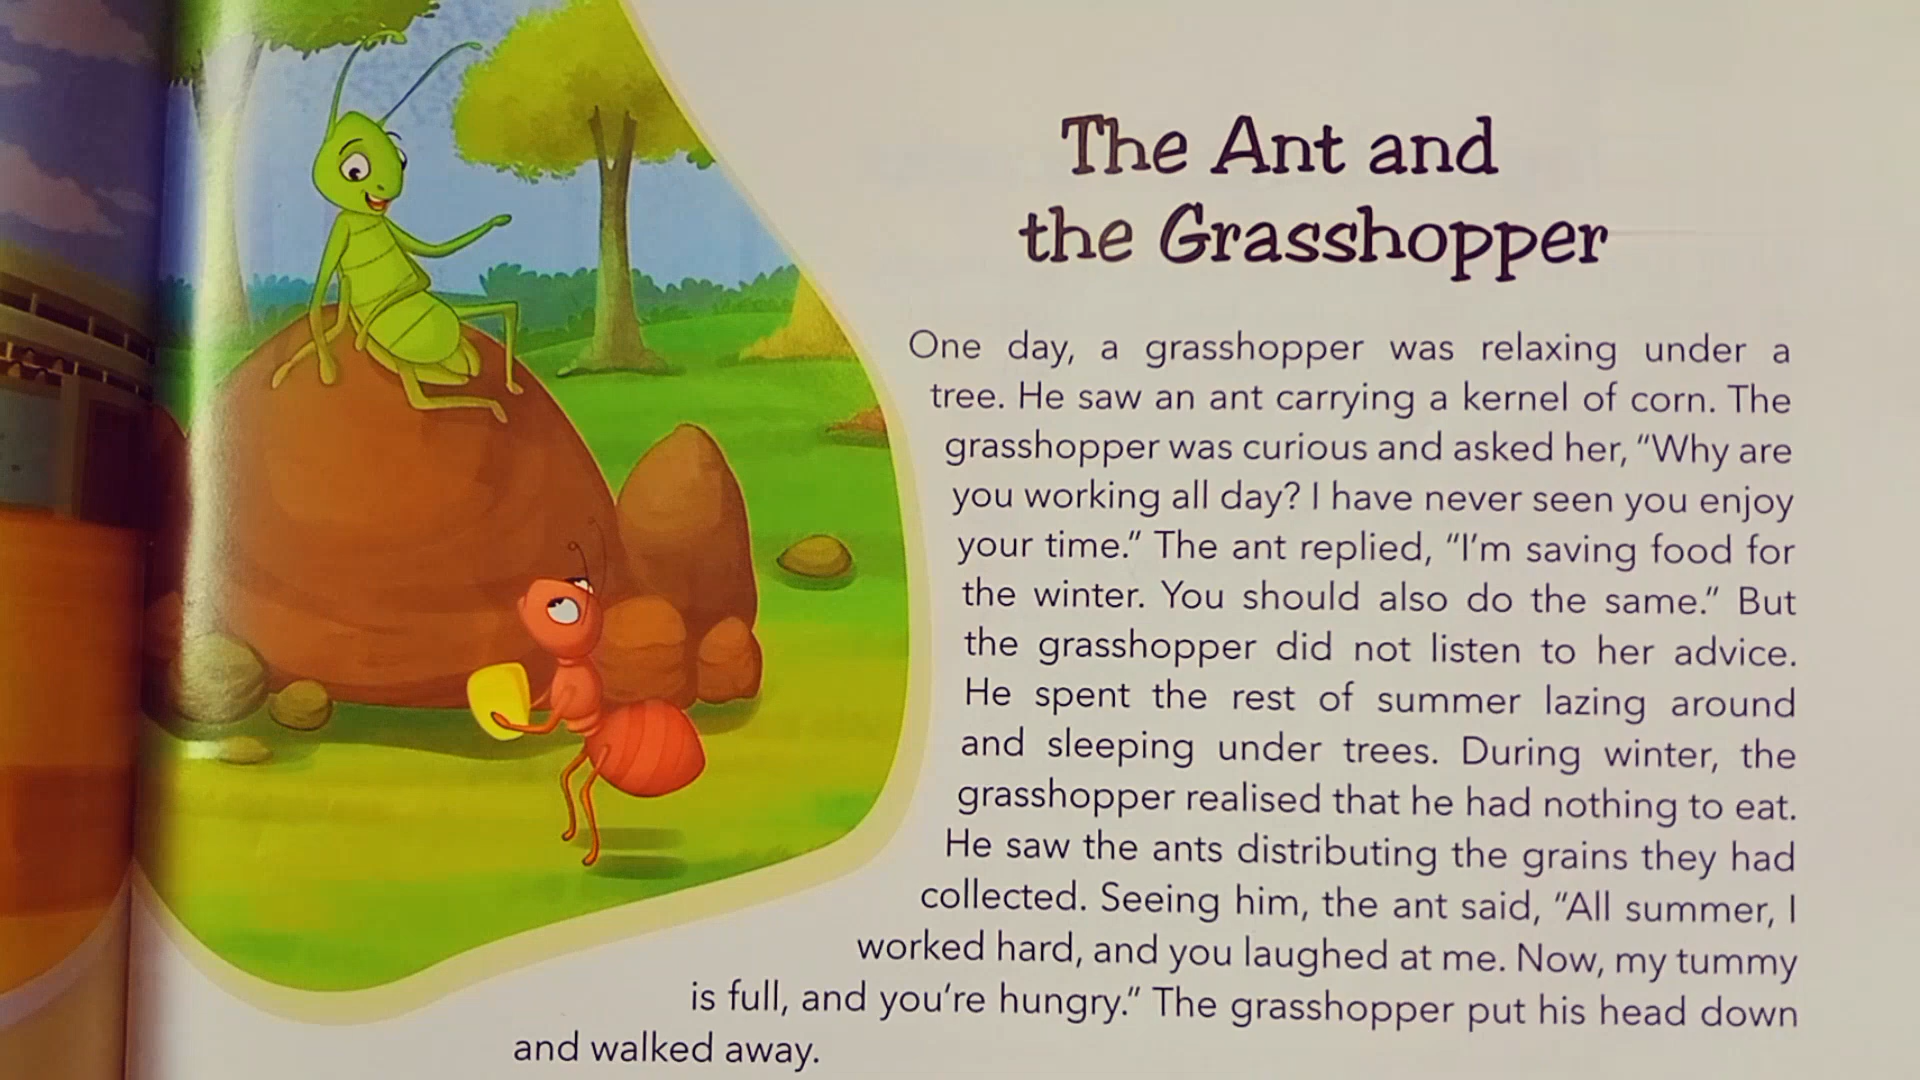 The Ant and
the Grasshopper
One day, a grasshopper was relaxing under a
tree. He saw an ant carrying a kernel of corn. The
grasshopper was curious and asked her, “Why are
you working all day? I have never seen you enjoy
your time.” The ant replied, “I’m saving food for
the winter. You should also do the same.” But
the grasshopper did not listen to her advice.
He spent the rest of summer lazing around
and sleeping under trees. During winter, the
grasshopper realised that he had nothing to eat.
He saw the ants distributing the grains they had
collected. Seeing him, the ant said, “All summer, I
worked hard, and you laughed at me. Now, my tummy
is full, and you’re hungry.” The grasshopper put his head down
and walked away.